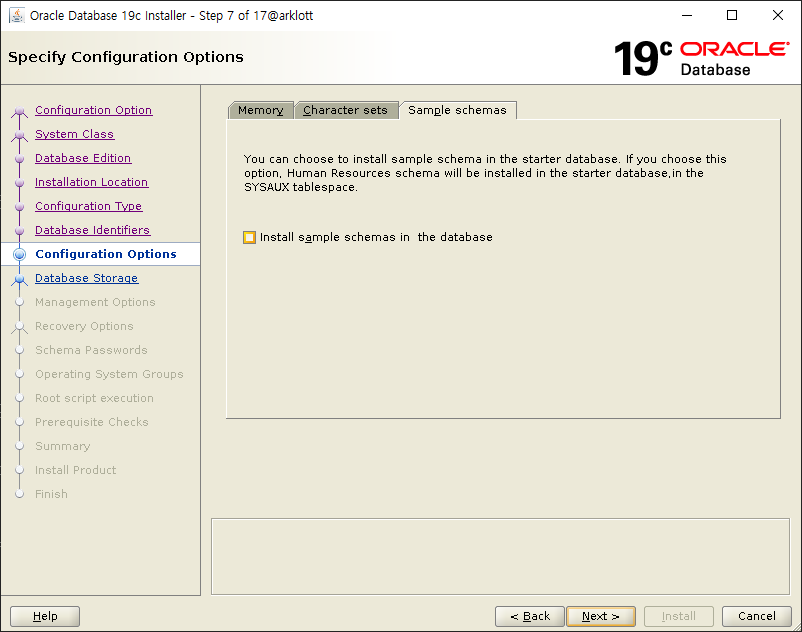 Oracle Database 19c Installer - Step 7 of 17@arklott
Specify Configuration Options
19c ORACLE
Database
Configuration Option
System Class
Database Edition
Installation Location
Configuration Type
Database Identifiers
Configuration Options
Database Storage
Management Options
Recovery Options
Schema Passwords
Operating System Groups
Root script execution
Prerequisite Checks
Summary
Install Product
Finish
Memory Character sets Sample schemas
You can choose to install sample schema in the starter database. If you choose this
option, Human Resources schema will be installed in the starter database,in the
SYSAUX tablespace.
Install sample schemas in  the database
Help < Back Next > Install Cancel